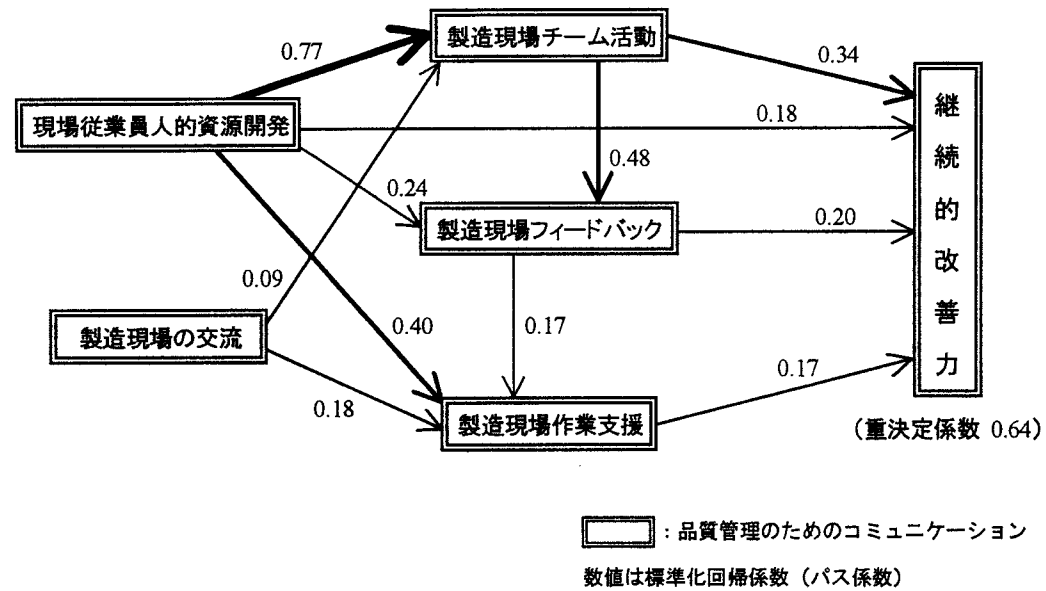 製造現場チーム活動
0.77
0.34
現場従業員人的資源開発
0.18
継続的改善力
0.48
0.24
製造現場フィードバック
0.20
0.09
製造現場の交流
0.40
0.17
0.17
0.18
製造現場作業支援
（重決定係数 0.64）
：品質管理のためのコミュニケーション
数値は標準化回帰係数（パス係数）